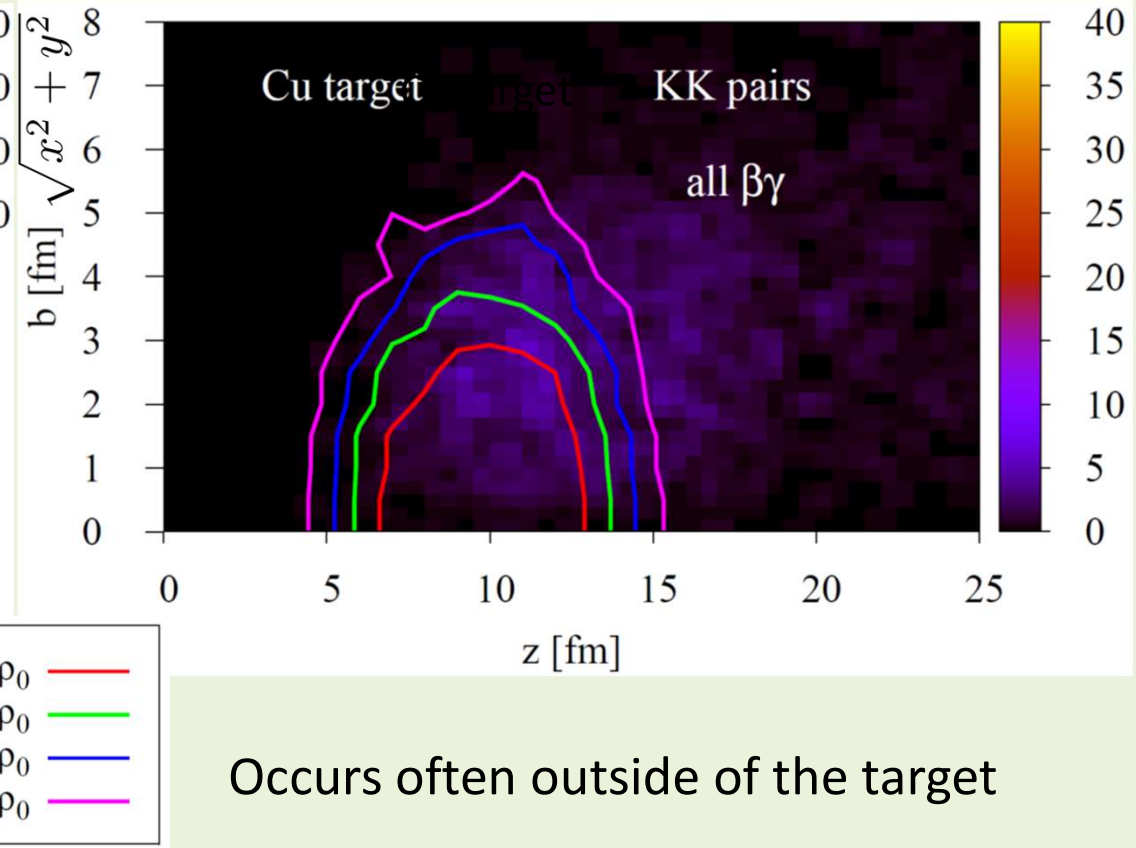 b [fm] √x² + y²
8
7
6
5
4
3
2
1
0
Cu target
rget
KK pairs
all βγ
40
35
30
25
20
15
10
5
0
0 5 10 15 20 25
z [fm]
ρ₀
ρ₀
ρ₀
ρ₀
Occurs often outside of the target